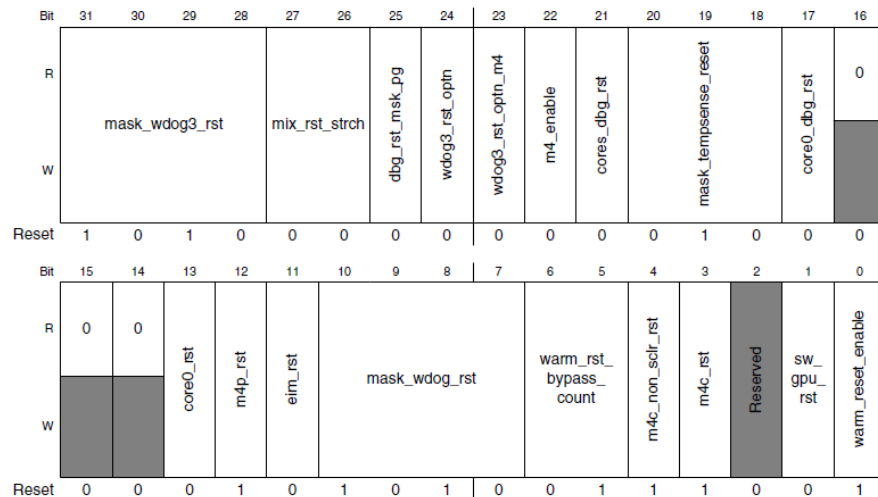 Bit 31 30 29 28 27 26 25 24 23 22 21 20 19 18 17 16
R 0
mask_wdog3_rst mix_rst_strch dbg_rst_msk_pg wdog3_rst_optn wdog3_rst_optn_m4 m4_enable cores_dbg_rst mask_tempsense_reset core0_dbg_rst
W
Reset 1 0 1 0 0 0 0 0 0 0 0 0 1 0 0 0
Bit 15 14 13 12 11 10 9 8 7 6 5 4 3 2 1 0
R 0 0
core0_rst m4p_rst eim_rst mask_wdog_rst warm_rst_
bypass_
count m4c_non_sclr_rst m4c_rst Reserved sw_
gpu_
rst warm_reset_enable
W
Reset 0 0 0 1 0 1 0 1 0 0 1 1 1 0 0 1